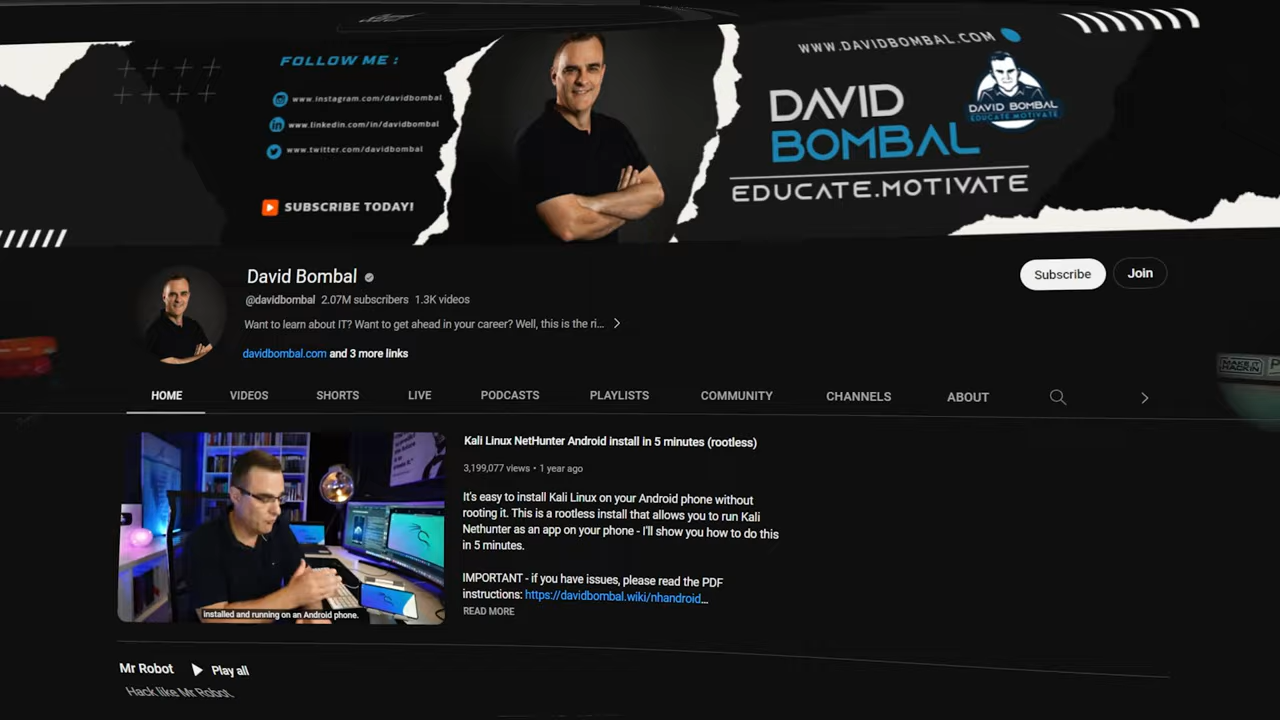 FOLLOW ME :
www.instagram.com/davidbombal
www.linkedin.com/in/davidbombal
www.twitter.com/davidbombal
SUBSCRIBE TODAY!
WWW.DAVIDBOMBAL.COM
DAVID
BOMBAL
EDUCATE.MOTIVATE
DAVID BOMBAL
EDUCATE MOTIVATE
David Bombal
@davidbombal 2.07M subscribers 1.3K videos
Want to learn about IT? Want to get ahead in your career? Well, this is the ri...
davidbombal.com and 3 more links
Subscribe
Join
MAKE IT
HACKIN
HOME VIDEOS SHORTS LIVE PODCASTS PLAYLISTS COMMUNITY CHANNELS ABOUT
installed and running on an Android phone.
Kali Linux NetHunter Android install in 5 minutes (rootless)
3,199,077 views • 1 year ago
It's easy to install Kali Linux on your Android phone without
rooting it. This is a rootless install that allows you to run Kali
Nethunter as an app on your phone - I'll show you how to do this
in 5 minutes.
IMPORTANT - if you have issues, please read the PDF
instructions: https://davidbombal.wiki/nhandroid...
READ MORE
Mr Robot Play all
Hack like Mr Robot.